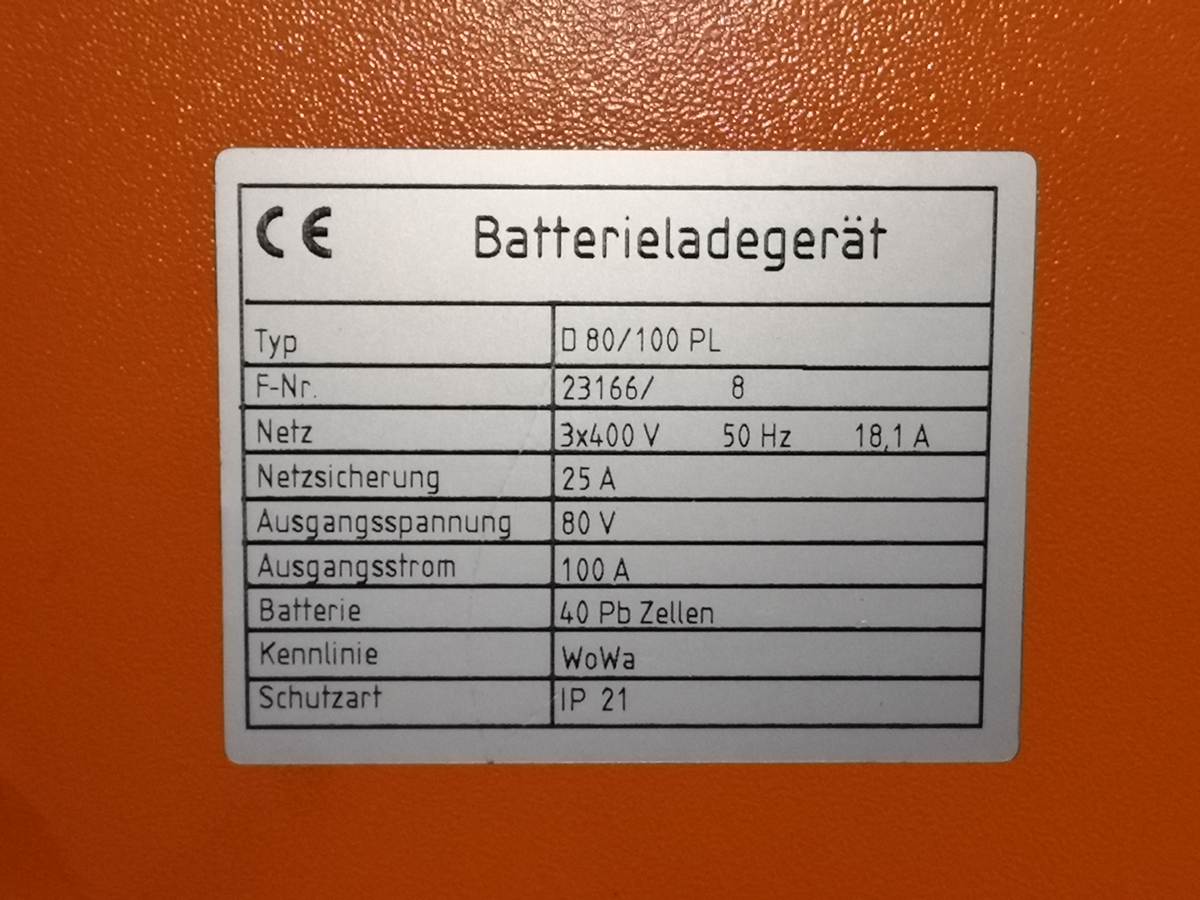 CE Batterieladegerät
Typ D 80/100 PL
F-Nr. 23166/ 8
Netz 3x400 V 50 Hz 18,1 A
Netzsicherung 25 A
Ausgangsspannung 80 V
Ausgangsstrom 100 A
Batterie 40 Pb Zellen
Kennlinie WoWa
Schutzart IP 21